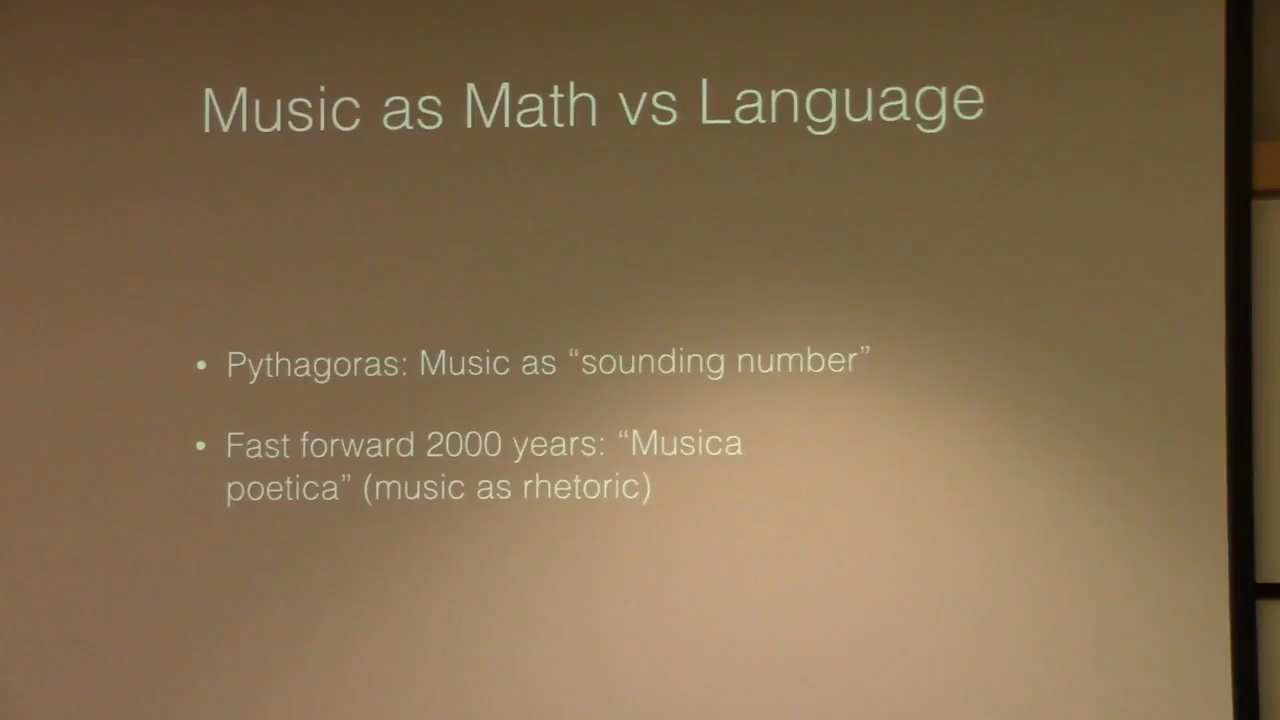 Music as Math vs Language
• Pythagoras: Music as “sounding number”
• Fast forward 2000 years: “Musica
poetica” (music as rhetoric)